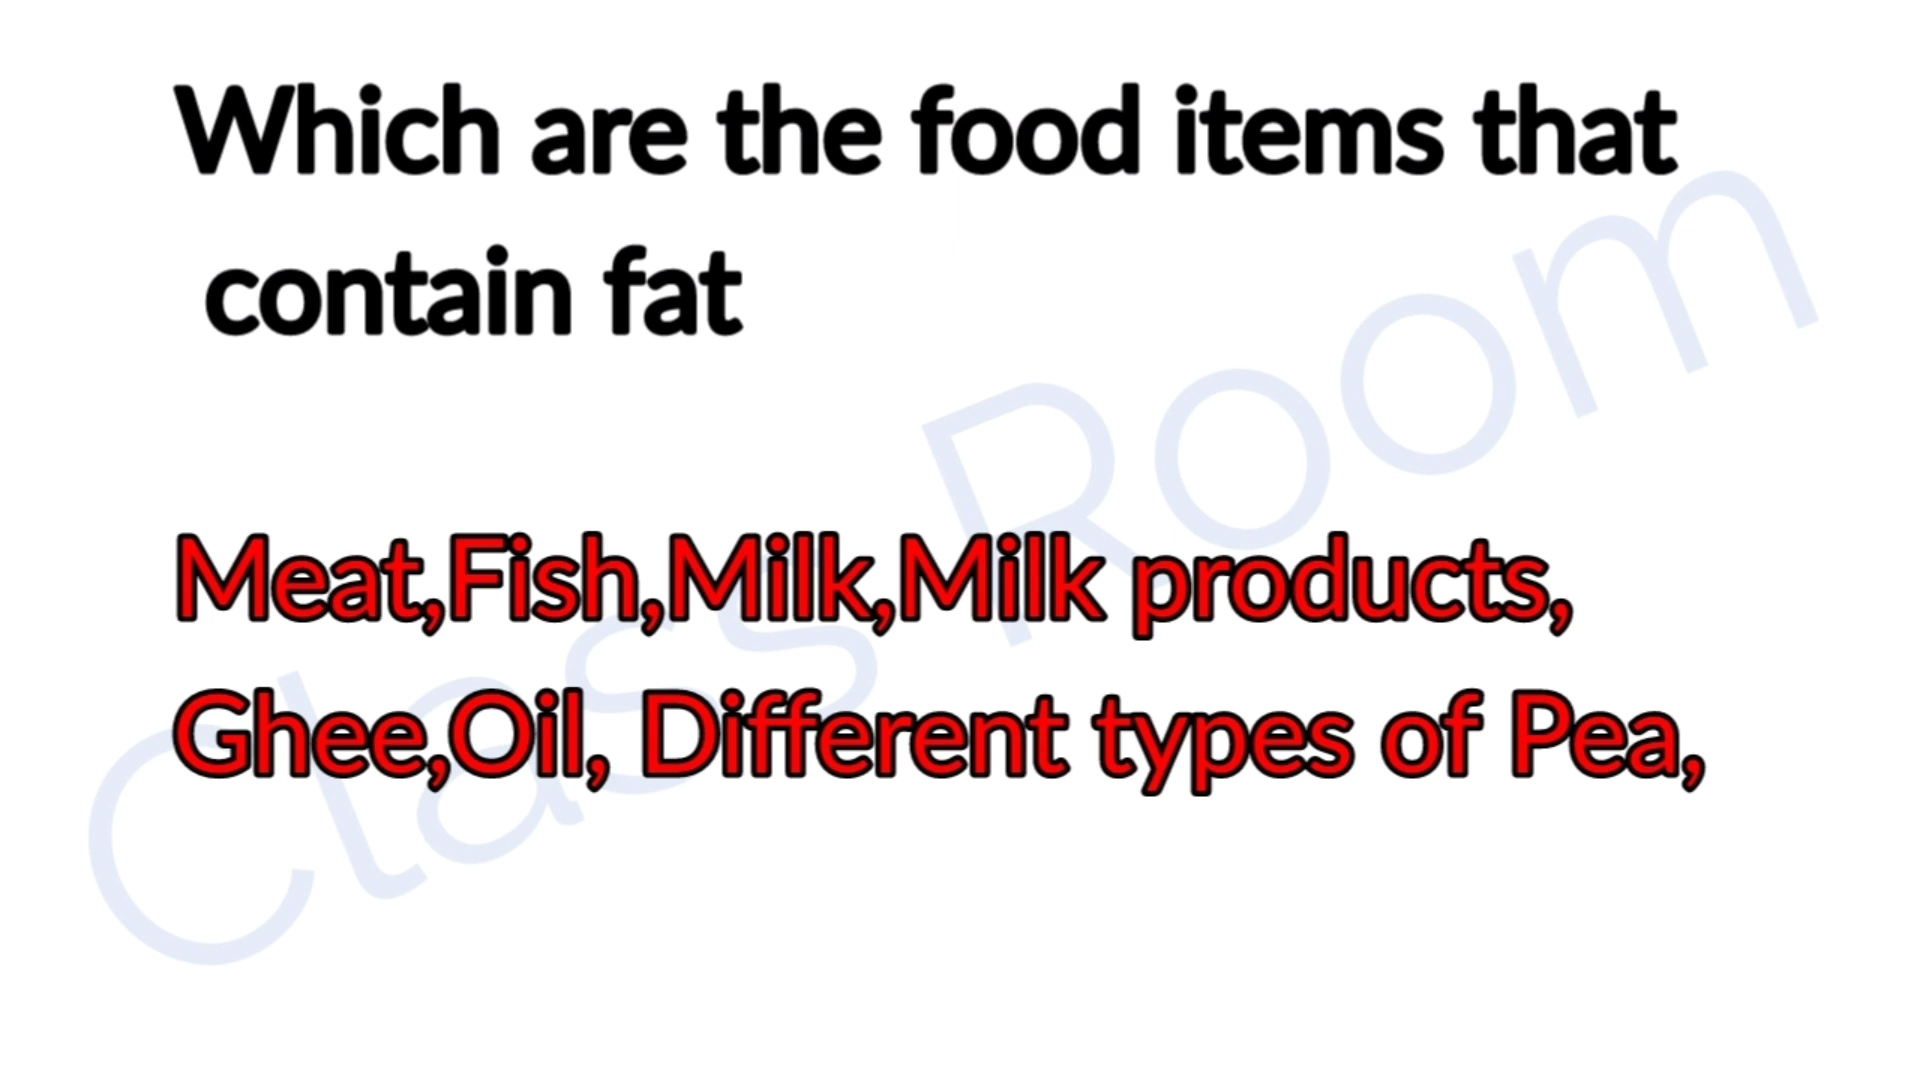 Which are the food items that
contain fat
Meat,Fish,Milk,Milk products,
Ghee,Oil, Different types of Pea,
Class Room